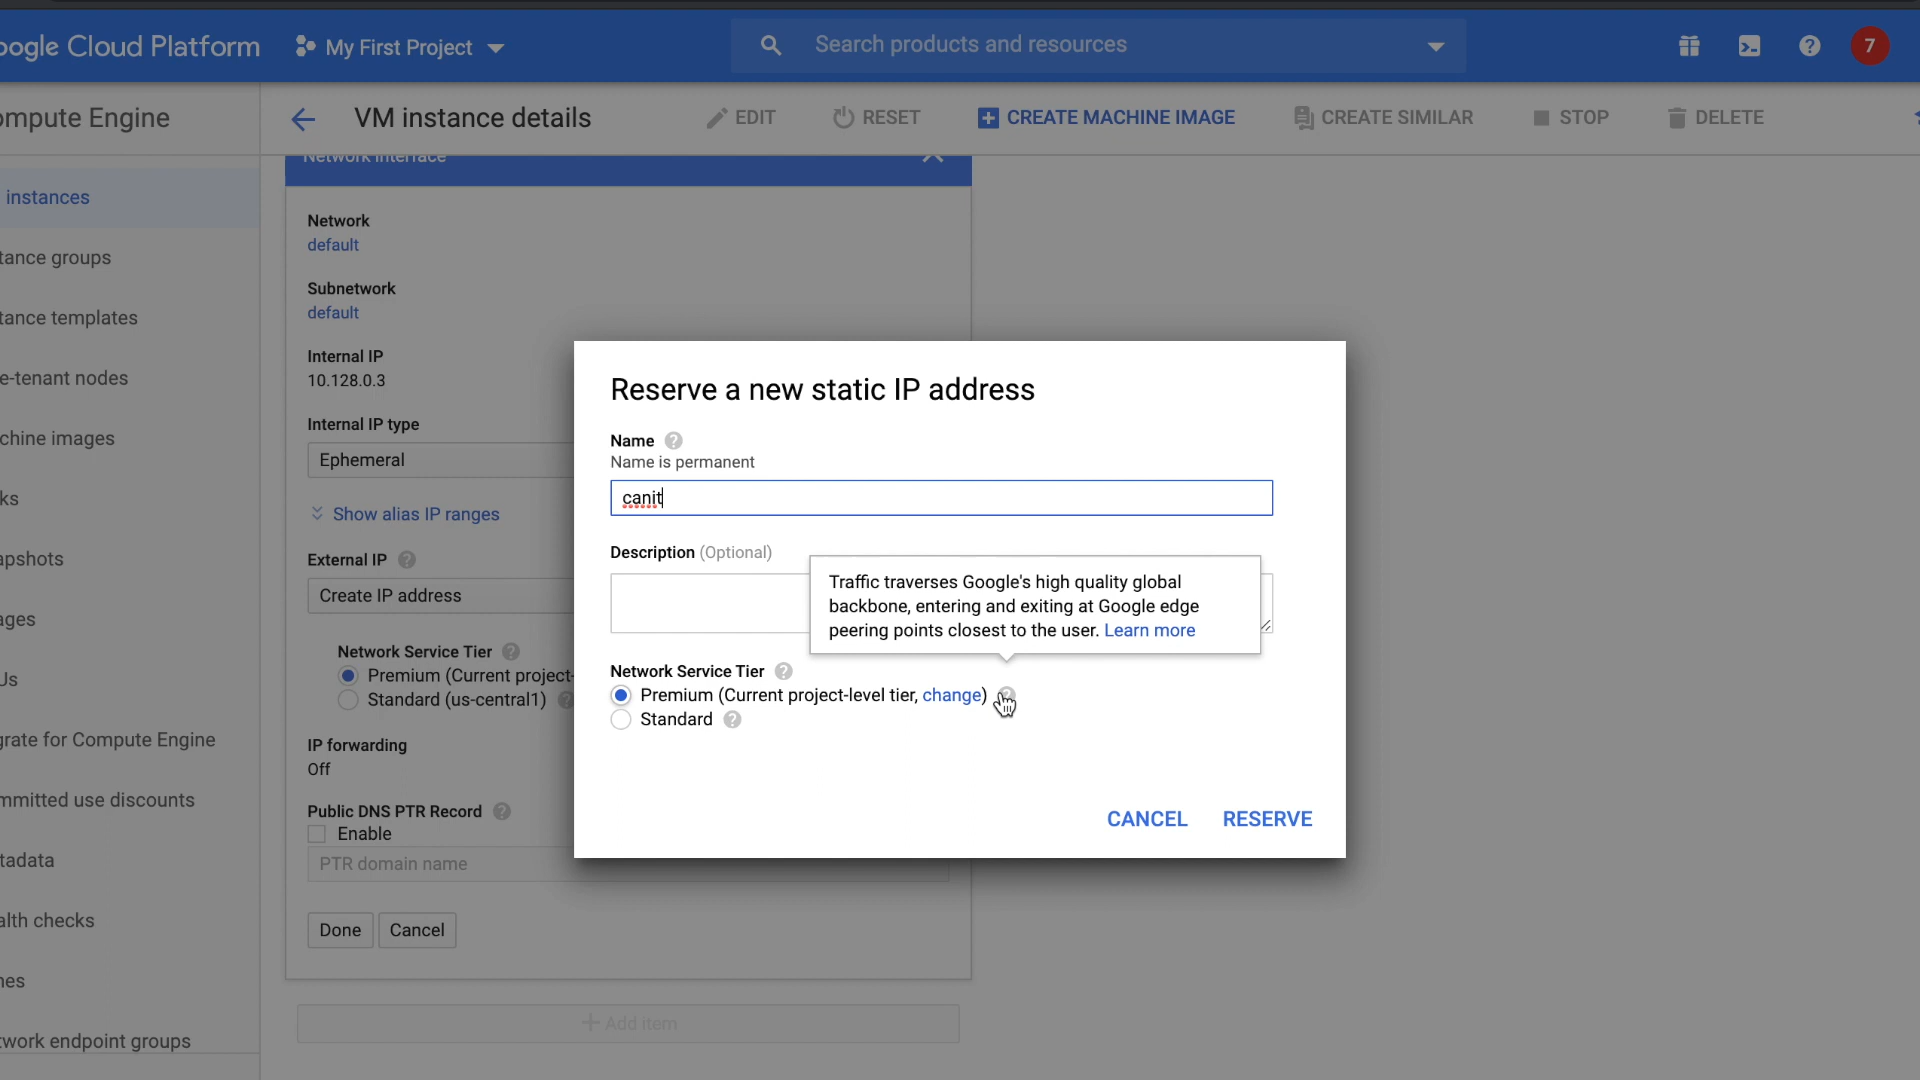 oogle Cloud Platform
My First Project
Search products and resources
7
ompute Engine
VM instance details
EDIT
RESET
CREATE MACHINE IMAGE
CREATE SIMILAR
STOP
DELETE
Network interface
instances
tance groups
tance templates
e-tenant nodes
chine images
ks
apshots
ages
Us
grate for Compute Engine
mmitted use discounts
tadata
alth checks
nes
twork endpoint groups
Network
default
Subnetwork
default
Internal IP
10.128.0.3
Internal IP type
Ephemeral
Show alias IP ranges
External IP
Create IP address
Network Service Tier
Premium (Current project-
Standard (us-central1)
IP forwarding
Off
Public DNS PTR Record
Enable
PTR domain name
Done
Cancel
Add item
Reserve a new static IP address
Name
Name is permanent
canit
Description (Optional)
Traffic traverses Google's high quality global
backbone, entering and exiting at Google edge
peering points closest to the user. Learn more
Network Service Tier
Premium (Current project-level tier, change)
Standard
CANCEL
RESERVE